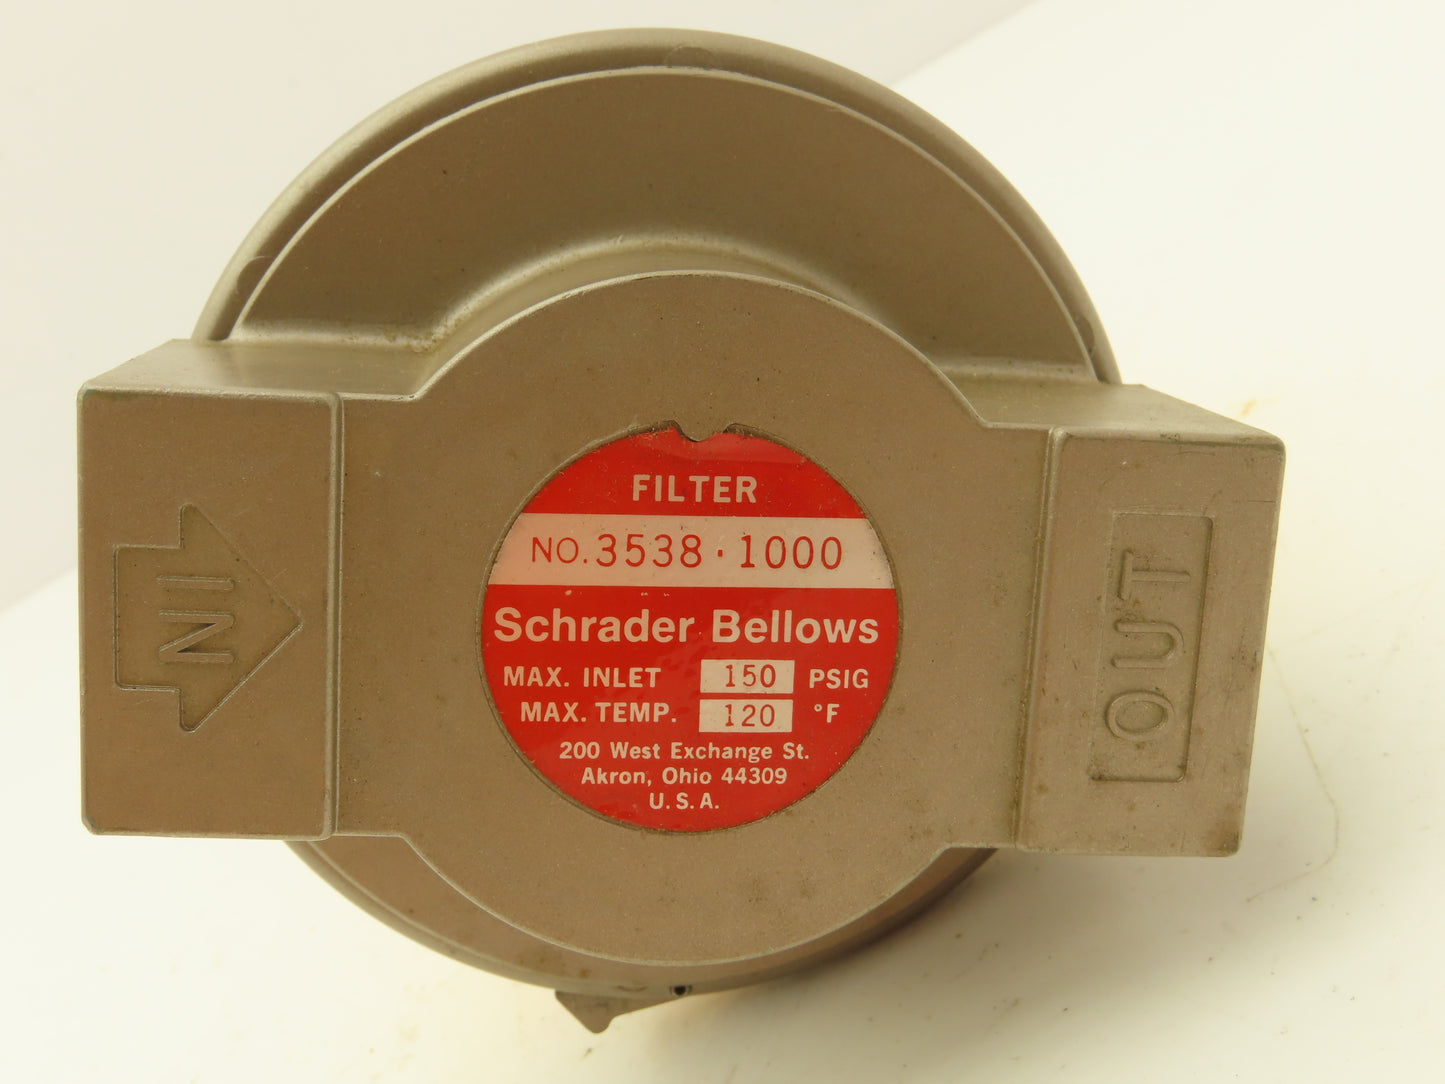 FILTER
NO. 3538 · 1000
Schrader Bellows
MAX. INLET 150 PSIG
MAX. TEMP. 120 °F
200 West Exchange St.
Akron, Ohio 44309
U.S.A.
IN
OUT